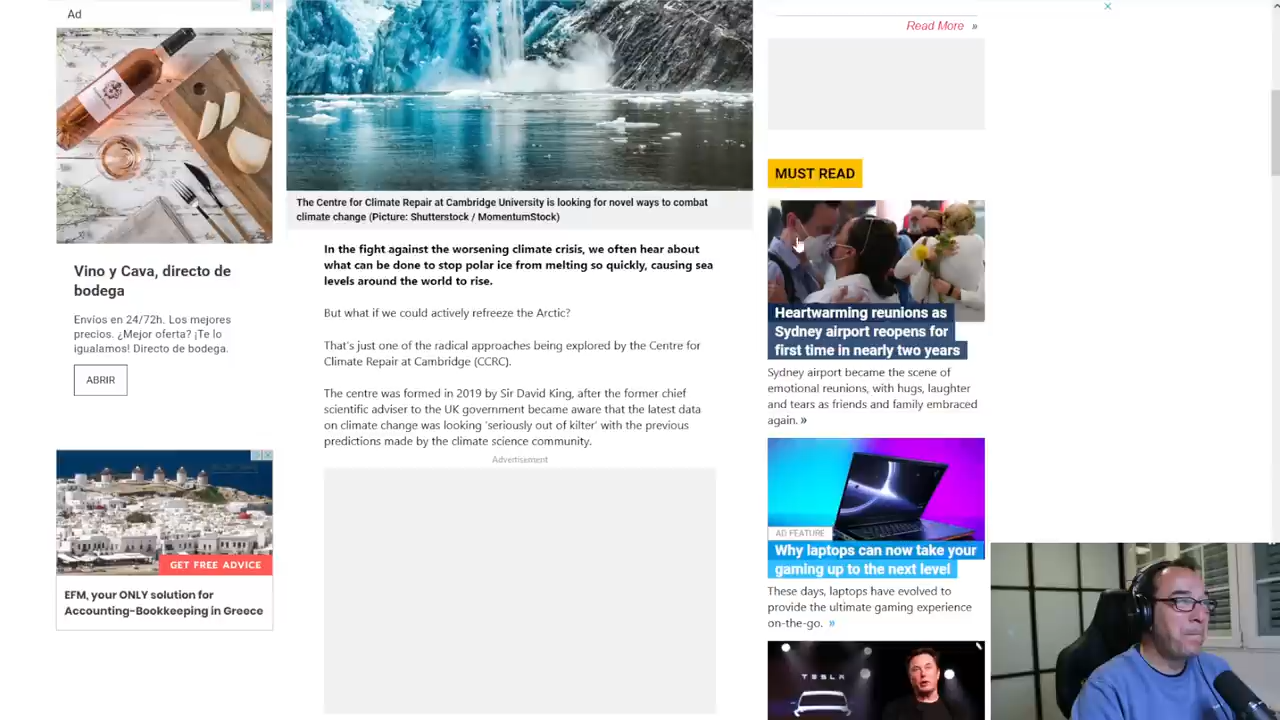 Ad
Vino y Cava, directo de
bodega
Envíos en 24/72h. Los mejores
precios. ¿Mejor oferta? ¡Te lo
igualamos! Directo de bodega.
ABRIR
GET FREE ADVICE
EFM, your ONLY solution for
Accounting-Bookkeeping in Greece
The Centre for Climate Repair at Cambridge University is looking for novel ways to combat
climate change (Picture: Shutterstock / MomentumStock)
In the fight against the worsening climate crisis, we often hear about
what can be done to stop polar ice from melting so quickly, causing sea
levels around the world to rise.
But what if we could actively refreeze the Arctic?
That's just one of the radical approaches being explored by the Centre for
Climate Repair at Cambridge (CCRC).
The centre was formed in 2019 by Sir David King, after the former chief
scientific adviser to the UK government became aware that the latest data
on climate change was looking 'seriously out of kilter' with the previous
predictions made by the climate science community.
Advertisement
Read More »
MUST READ
Heartwarming reunions as
Sydney airport reopens for
first time in nearly two years
Sydney airport became the scene of
emotional reunions, with hugs, laughter
and tears as friends and family embraced
again. »
AD FEATURE
Why laptops can now take your
gaming up to the next level
These days, laptops have evolved to
provide the ultimate gaming experience
on-the-go. »
TESLA